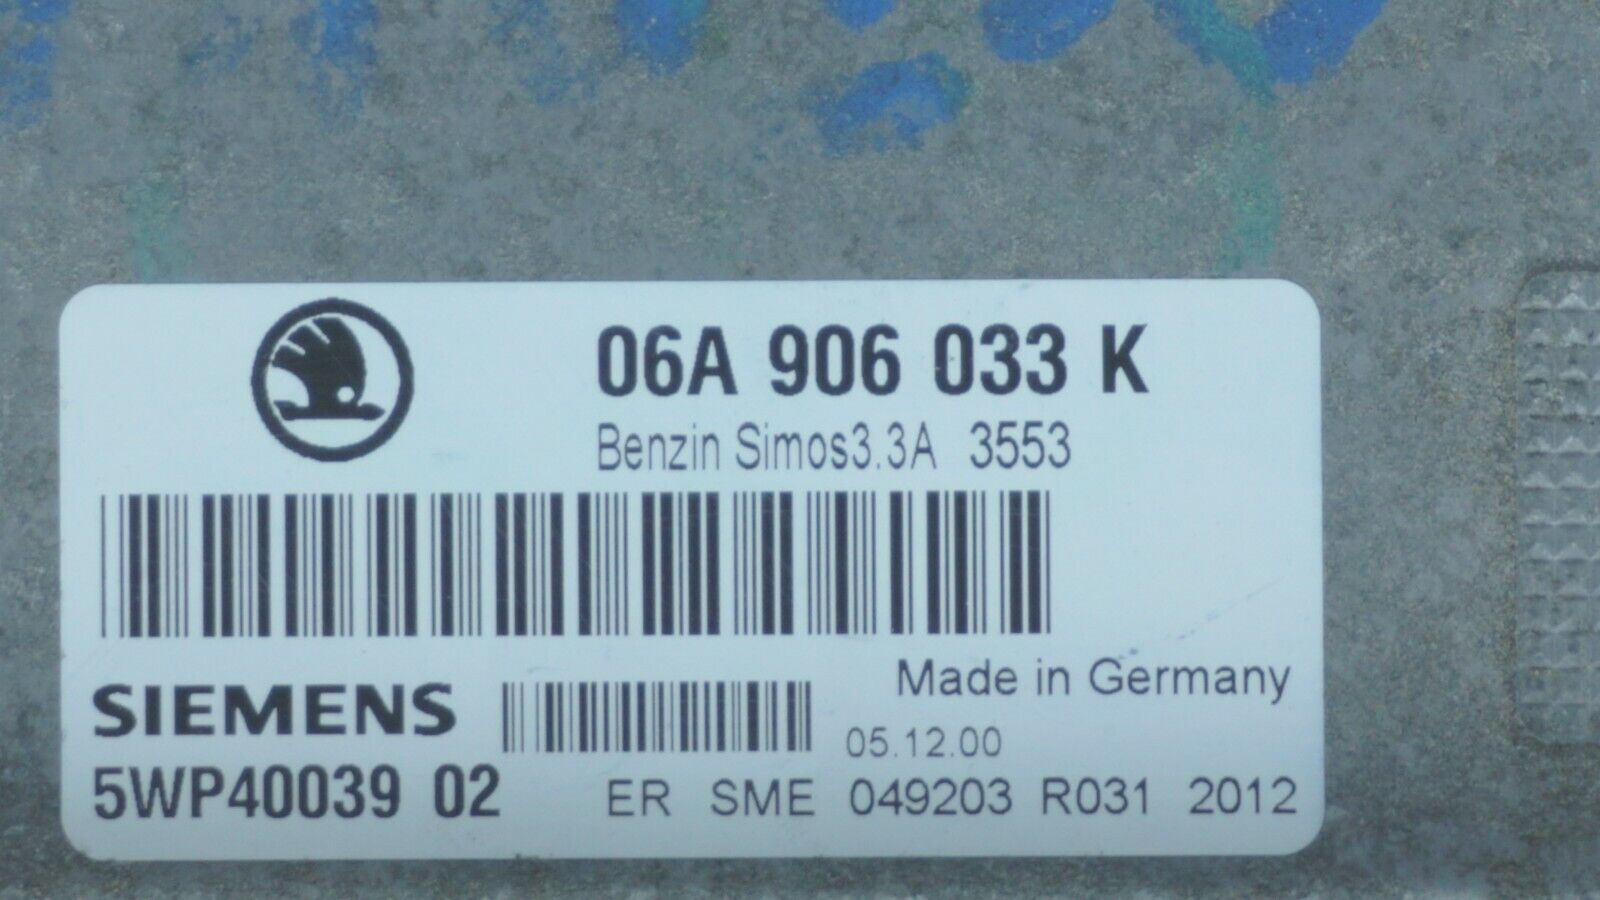 06A 906 033 K
Benzin Simos3.3A 3553
Made in Germany
SIEMENS
05.12.00
5WP40039 02 ER SME 049203 R031 2012